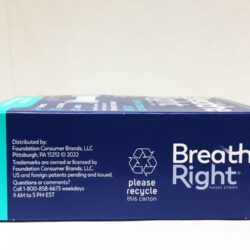 Distributed by:
Foundation Consumer Brands, LLC
Pittsburgh, PA 15212 © 2022
Trademarks are owned or licensed by
Foundation Consumer Brands, LLC.
US and foreign patents pending and issued.
Questions or comments?
Call 1-800-858-6673 weekdays
9 AM to 5 PM EST
please
recycle
this carton
Breath
Right
NASAL STRIPS